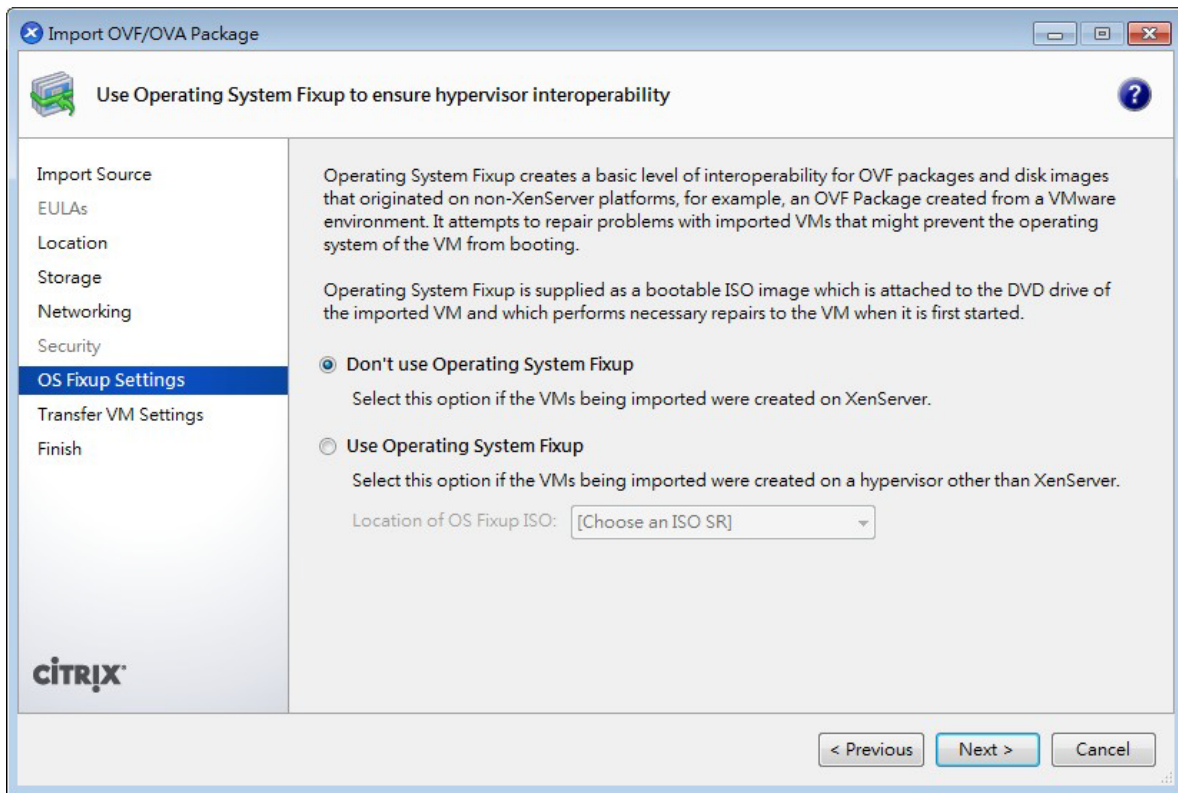 Import OVF/OVA Package
Use Operating System Fixup to ensure hypervisor interoperability
?
Import Source
EULAs
Location
Storage
Networking
Security
OS Fixup Settings
Transfer VM Settings
Finish
CİTRIX
Operating System Fixup creates a basic level of interoperability for OVF packages and disk images
that originated on non-XenServer platforms, for example, an OVF Package created from a VMware
environment. It attempts to repair problems with imported VMs that might prevent the operating
system of the VM from booting.
Operating System Fixup is supplied as a bootable ISO image which is attached to the DVD drive of
the imported VM and which performs necessary repairs to the VM when it is first started.
Don't use Operating System Fixup
Select this option if the VMs being imported were created on XenServer.
Use Operating System Fixup
Select this option if the VMs being imported were created on a hypervisor other than XenServer.
Location of OS Fixup ISO: [Choose an ISO SR]
< Previous Next > Cancel